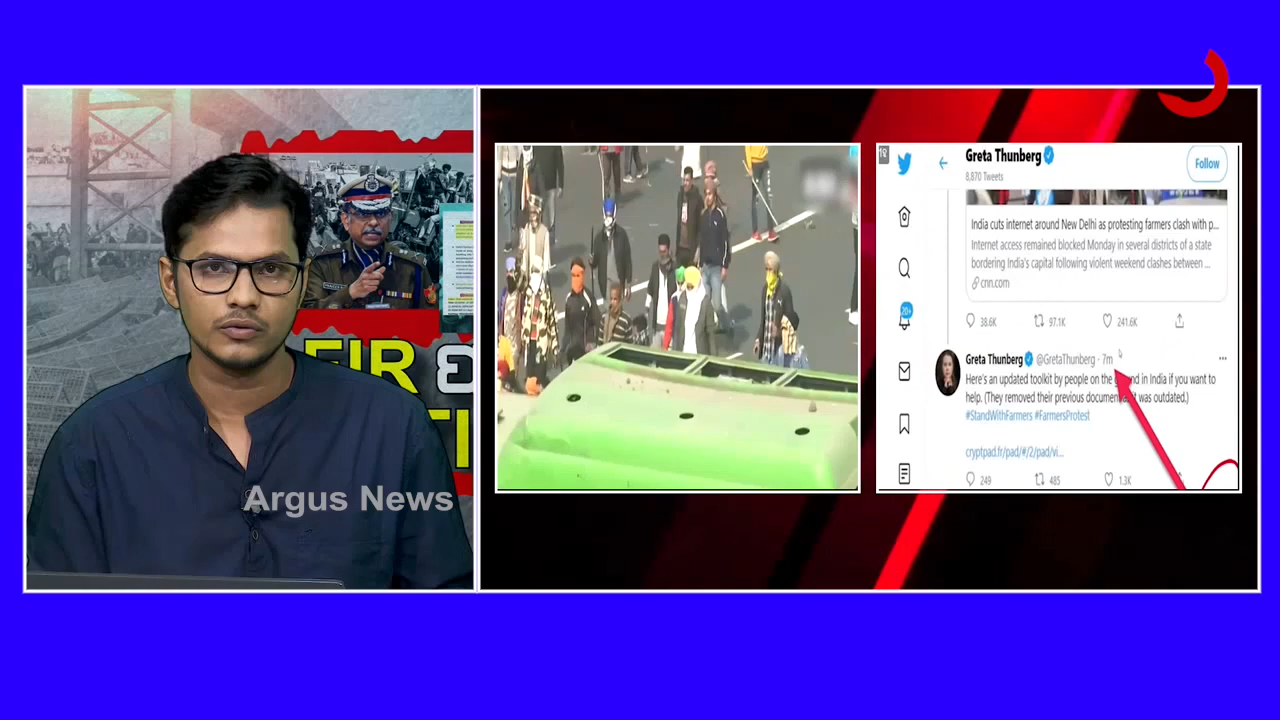 FIR ଓ
Argus News
Greta Thunberg
8,870 Tweets
Follow
India cuts internet around New Delhi as protesting farmers clash with p...
Internet access remained blocked Monday in several districts of a state
bordering India's capital following violent weekend clashes between ...
cnn.com
38.6K 97.1K 241.6K
20+
Greta Thunberg @GretaThunberg · 7m
Here's an updated toolkit by people on the ground in India if you want to
help. (They removed their previous document as it was outdated.)
#StandWithFarmers #FarmersProtest
cryptpad.fr/pad/#/2/pad/vi...
249 485 1.3K